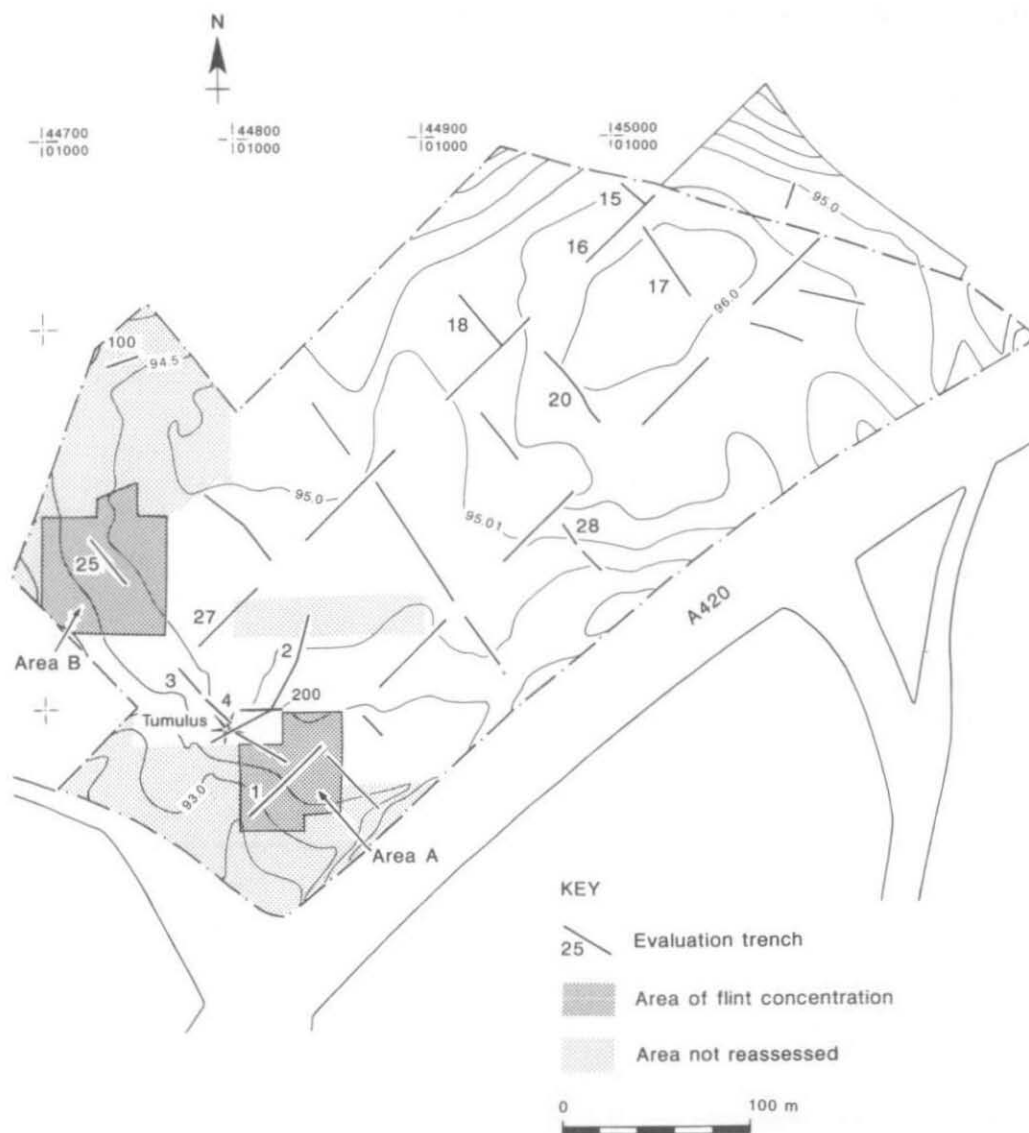 N
44700
01000
44800
01000
44900
01000
45000
01000
15
95.0
16
17
96.0
18
100
94.5
20
95.0
95.01
28
25
A420
27
Area B
2
3
4
200
Tumulus
1
93.0
Area A
KEY
25 Evaluation trench
Area of flint concentration
Area not reassessed
0 100 m